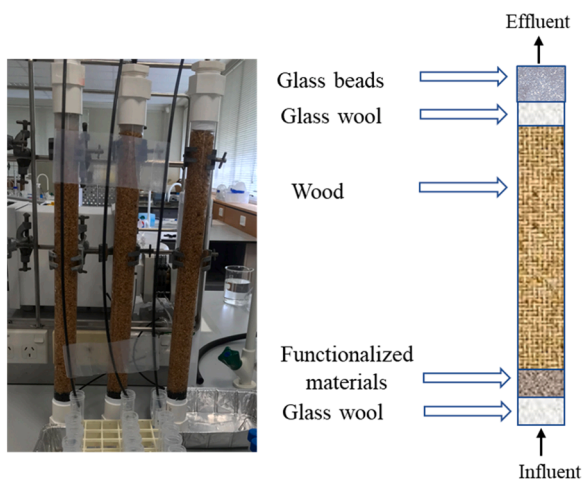 Effluent
Glass beads
Glass wool
Wood
Functionalized
materials
Glass wool
Influent